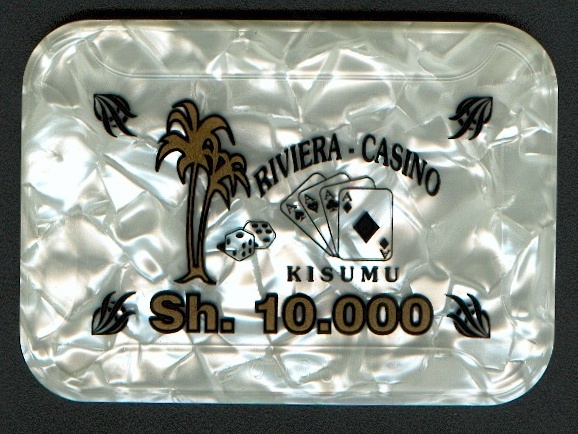 RIVIERA - CASINO
KISUMU
Sh. 10.000